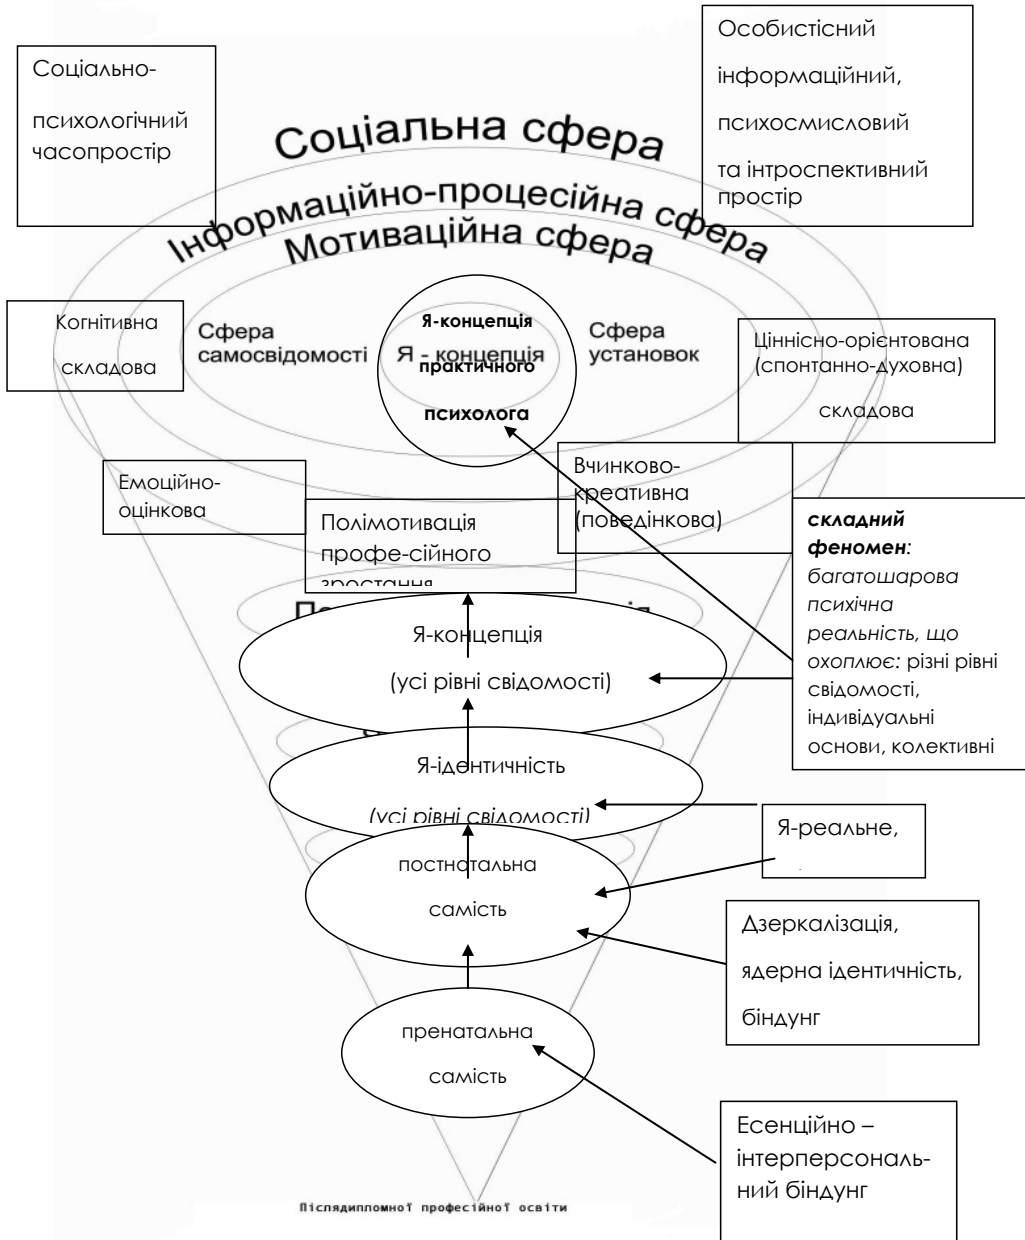 Соціально-
психологічний
часопростір
Особистісний
інформаційний,
психосмисловий
та інтроспективний
простір
Соціальна сфера
Інформаційно-процесійна сфера
Мотиваційна сфера
Когнітивна
складова
Сфера
самосвідомості
Я-концепція
Я - концепція
практичного
психолога
Сфера
установок
Ціннісно-орієнтована
(спонтанно-духовна)
складова
Емоційно-
оцінкова
Полімотивація
профе-сійного
зростання
Вчинково-
креативна
(поведінкова)
складний
феномен:
багатошарова
психічна
реальність, що
охоплює: різні рівні
свідомості,
індивідуальні
основи, колективні
Я-концепція
(усі рівні свідомості)
Я-ідентичність
(усі рівні свідомості)
Я-реальне,
постнатальна
самість
Дзеркалізація,
ядерна ідентичність,
біндунг
пренатальна
самість
Есенційно –
інтерперсональ-
ний біндунг
Післядипломної професійної освіти